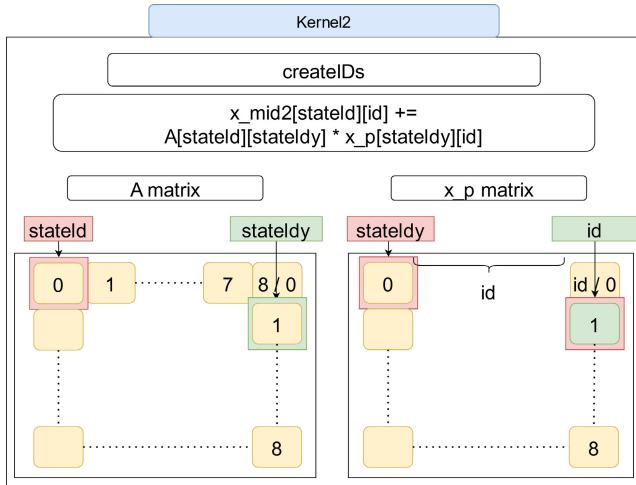 Kernel2
createIDs
x_mid2[stateId][id] +=
A[stateId][stateIdy] * x_p[stateIdy][id]
A matrix
x_p matrix
stateId
stateIdy
stateIdy
id
0
1
7
8 / 0
0
id
id / 0
1
1
8
8